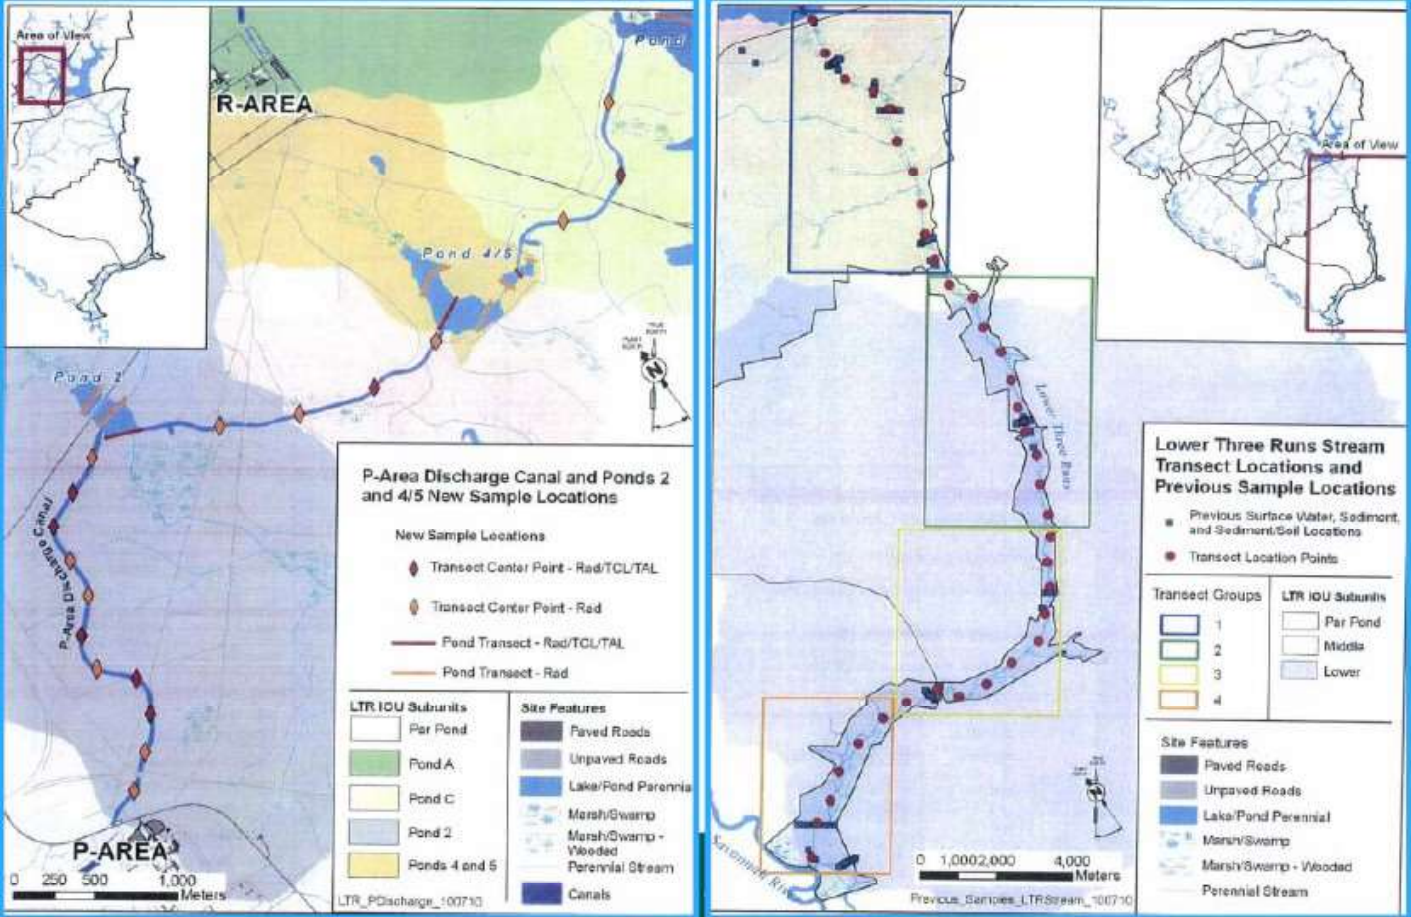 Area of View
R-AREA
Pond
Pond 4/5
Pond 2
P-Area Discharge Canal
P-AREA
0 250 500 1,000
Meters
P-Area Discharge Canal and Ponds 2
and 4/5 New Sample Locations
New Sample Locations
Transect Center Point - Rad/TCL/TAL
Transect Center Point - Rad
Pond Transect - Rad/TCL/TAL
Pond Transect - Rad
LTR IOU Subunits
Par Pond
Pond A
Pond C
Pond 2
Ponds 4 and 5
Site Features
Paved Roads
Unpaved Roads
Lake/Pond Perennia
Marsh/Swamp
Marsh/Swamp -
Wooded
Perennial Stream
Canals
LTR_PDischarge_100710
N
Area of View
Lower Three Runs
Savannah River
Lower Three Runs Stream
Transect Locations and
Previous Sample Locations
Previous Surface Water, Sediment,
and Sediment/Soil Locations
Transect Location Points
Transect Groups
1
2
3
4
LTR IOU Subunits
Par Pond
Middle
Lower
Site Features
Paved Roads
Unpaved Roads
Lake/Pond Perennial
Marsh/Swamp
Marsh/Swamp - Wooded
Perennial Stream
0 1,000 2,000 4,000
Meters
Previous_Samples_LTRStream_100710